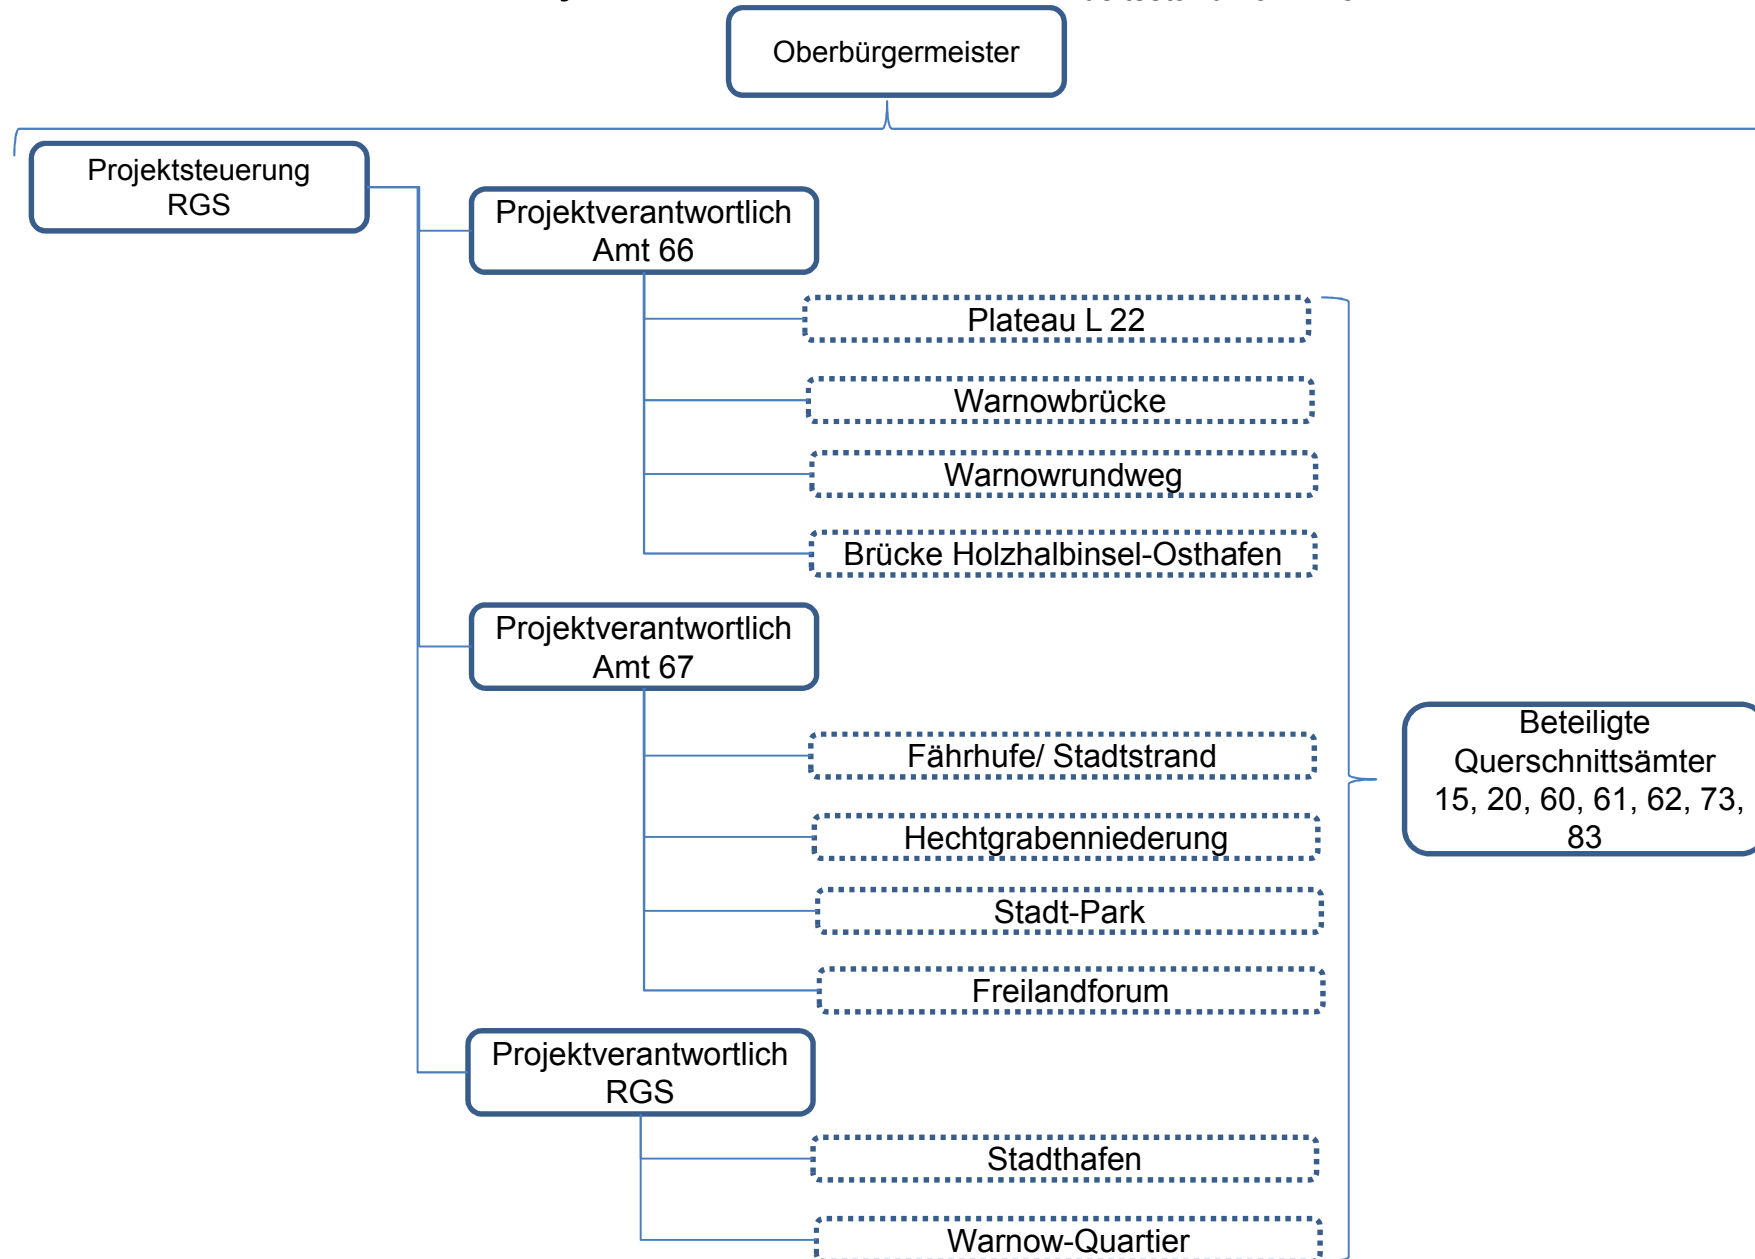 Oberbürgermeister
Projektsteuerung
RGS
Projektverantwortlich
Amt 66
Plateau L 22
Warnowbrücke
Warnowrundweg
Brücke Holzhalbinsel-Osthafen
Projektverantwortlich
Amt 67
Fährhufe/ Stadtstrand
Hechtgrabenniederung
Stadt-Park
Freilandforum
Projektverantwortlich
RGS
Stadthafen
Warnow-Quartier
Beteiligte
Querschnittsämter
15, 20, 60, 61, 62, 73,
83